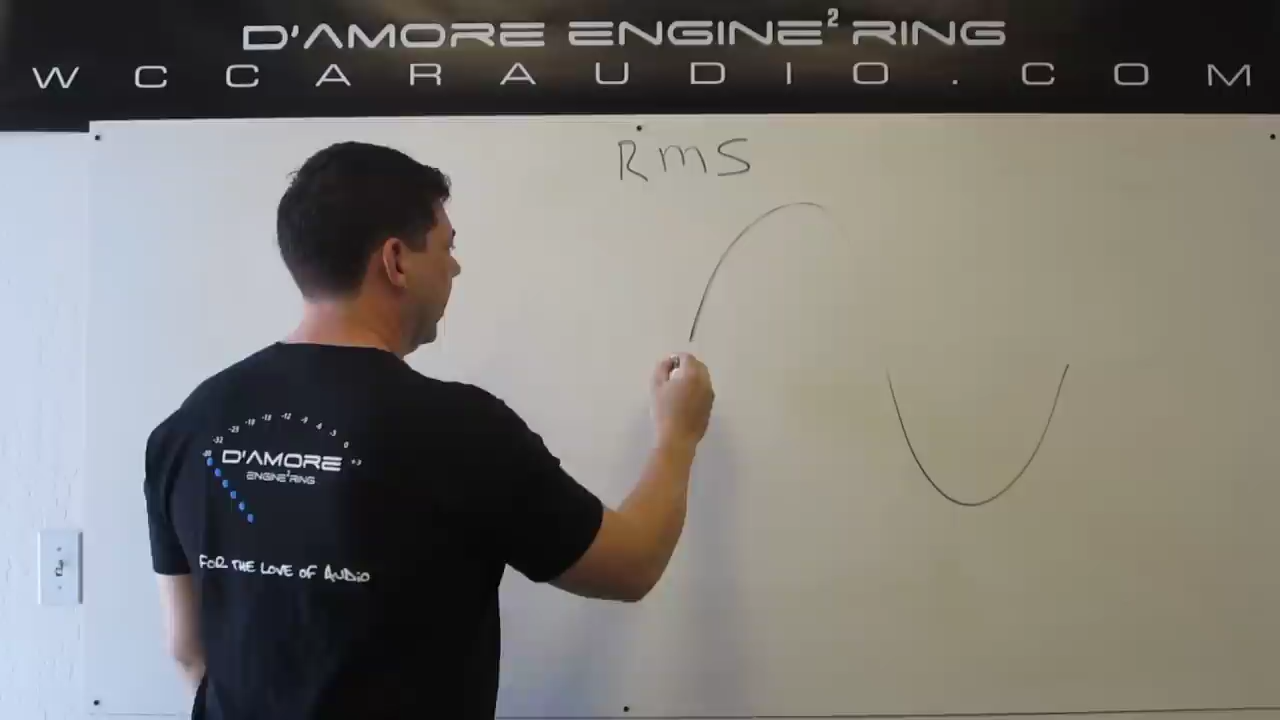 D'AMORE ENGINE² RING
WCCARAUDIO.COM
RMS
D'AMORE
ENGINE²RING
FOR THE LOVE OF AUDIO